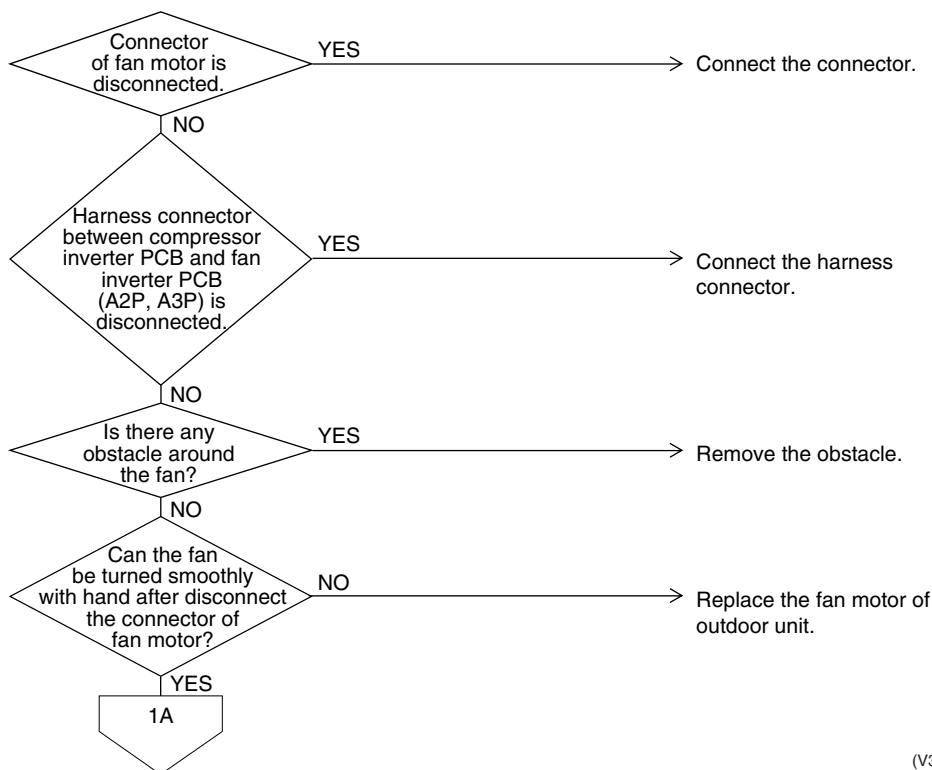 Connector
of fan motor is
disconnected.
YES
Connect the connector.
NO
Harness connector
between compressor
inverter PCB and fan
inverter PCB
(A2P, A3P) is
disconnected.
YES
Connect the harness
connector.
NO
Is there any
obstacle around
the fan?
YES
Remove the obstacle.
NO
Can the fan
be turned smoothly
with hand after disconnect
the connector of
fan motor?
NO
Replace the fan motor of
outdoor unit.
YES
1A